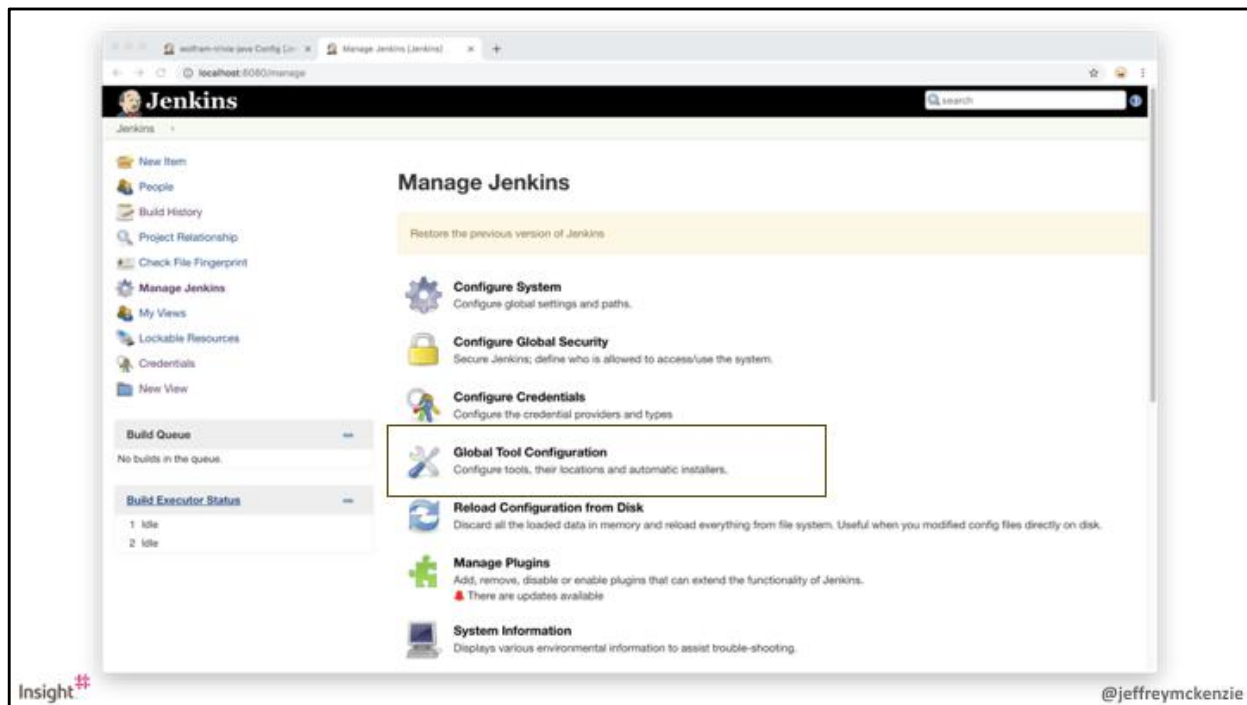 Manage Jenkins [Jenkins]
localhost:8080/manage
Jenkins
search
Jenkins
New Item
People
Build History
Project Relationship
Check File Fingerprint
Manage Jenkins
My Views
Lockable Resources
Credentials
New View
Build Queue
No builds in the queue.
Build Executor Status
1 Idle
2 Idle
Manage Jenkins
Restore the previous version of Jenkins
Configure System
Configure global settings and paths.
Configure Global Security
Secure Jenkins; define who is allowed to access/use the system.
Configure Credentials
Configure the credential providers and types
Global Tool Configuration
Configure tools, their locations and automatic installers.
Reload Configuration from Disk
Discard all the loaded data in memory and reload everything from file system. Useful when you modified config files directly on disk.
Manage Plugins
Add, remove, disable or enable plugins that can extend the functionality of Jenkins.
There are updates available
System Information
Displays various environmental information to assist trouble-shooting.
Insight
@jeffreymckenzie